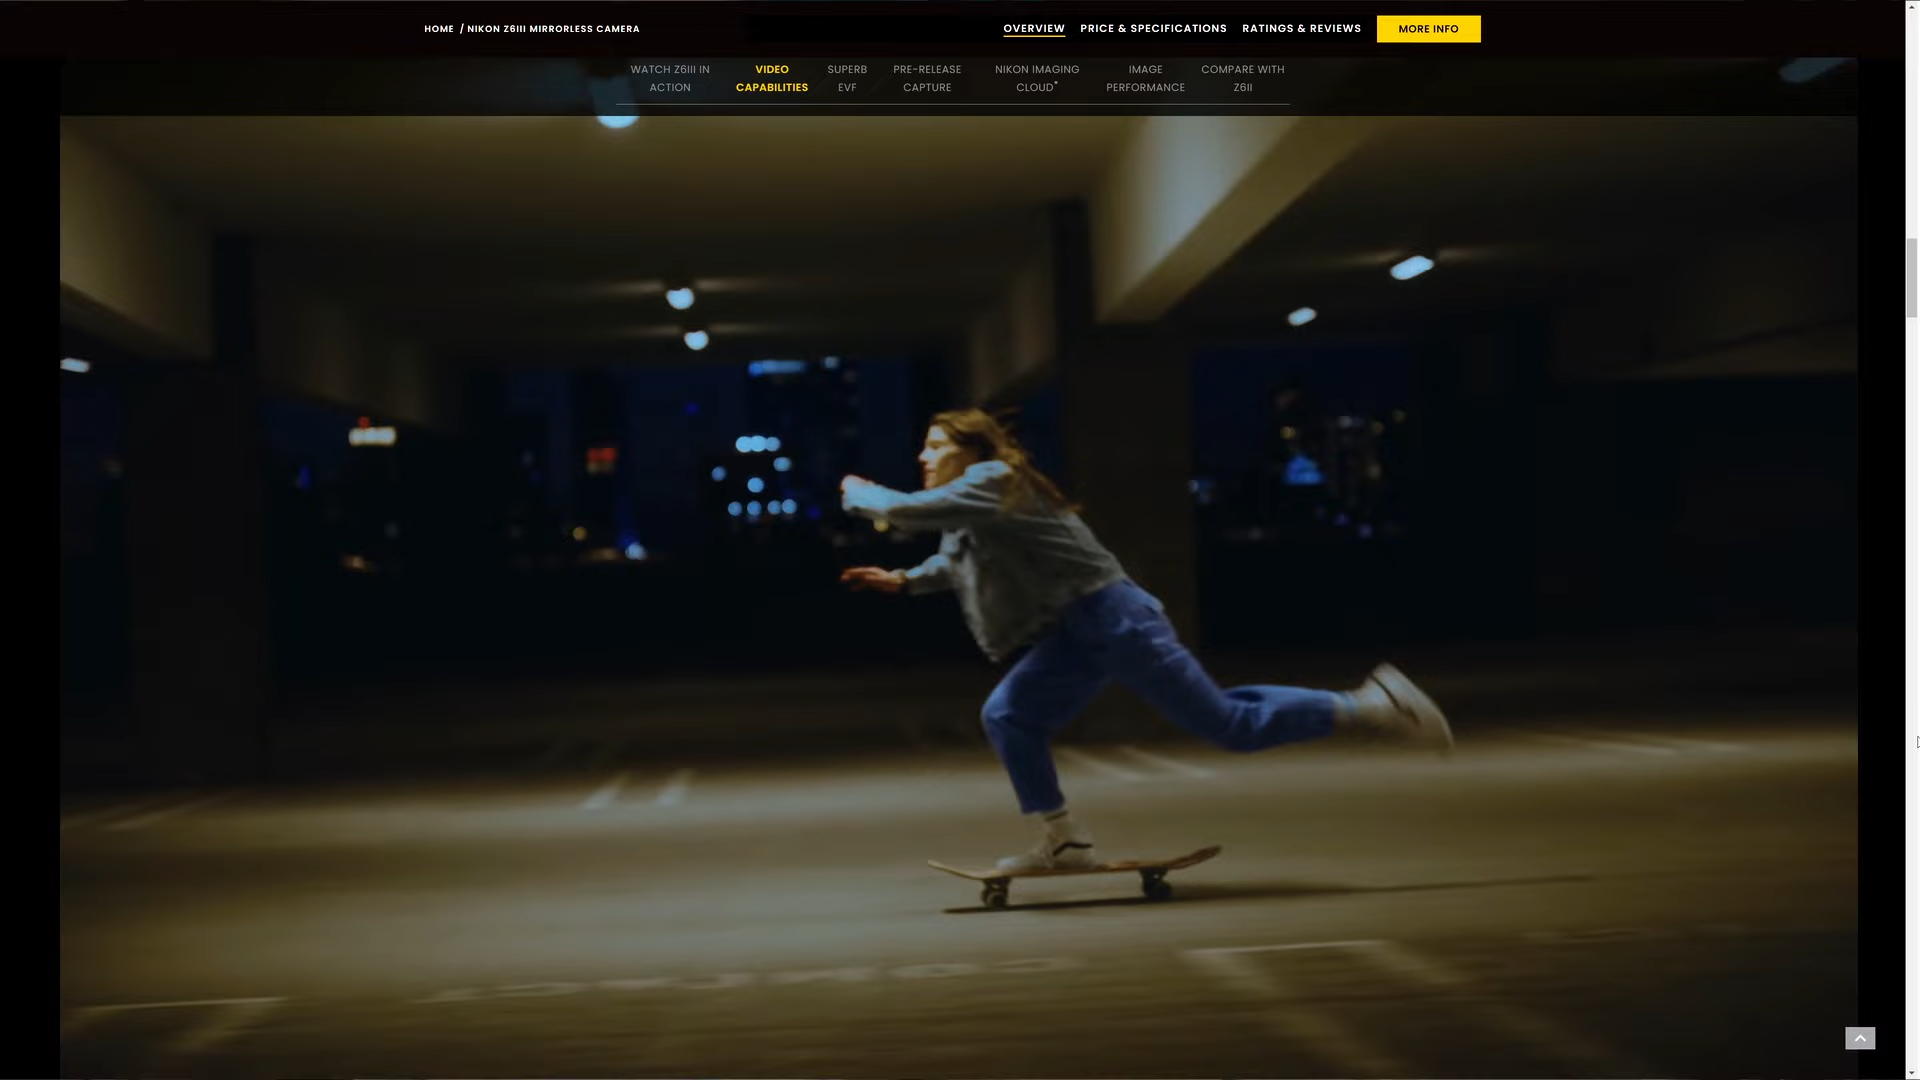 HOME / NIKON Z6III MIRRORLESS CAMERA
OVERVIEW PRICE & SPECIFICATIONS RATINGS & REVIEWS MORE INFO
WATCH Z6III IN ACTION
VIDEO CAPABILITIES
SUPERB EVF
PRE-RELEASE CAPTURE
NIKON IMAGING CLOUD*
IMAGE PERFORMANCE
COMPARE WITH Z6II